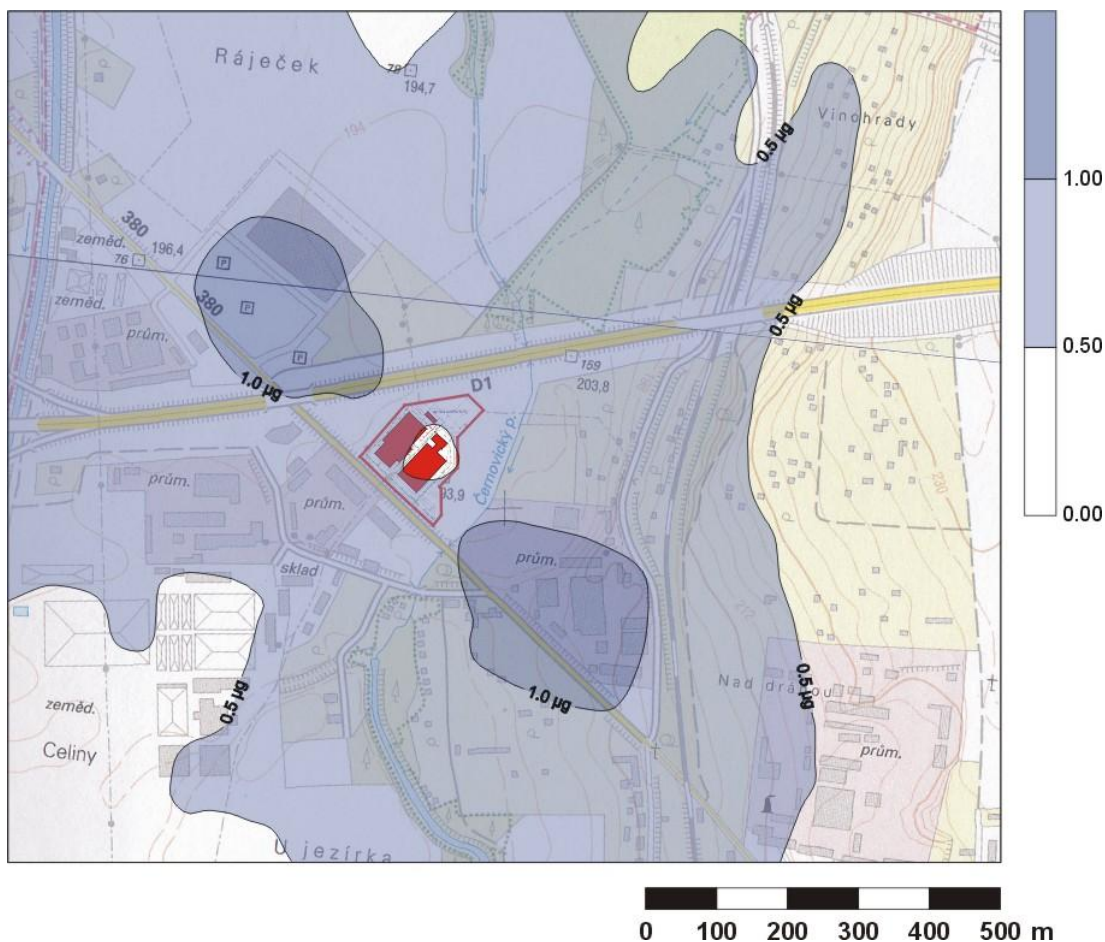 Ráječek
78
194,7
194
Vinohrady
0.5 µg
1.00
380
zeměd.
76
196,4
zeměd.
380
prům.
0.5 µg
159
203,8
0.50
1.0 µg
D1
Černovický p.
prům.
prům.
93,9
230
0.00
prům.
sklad
212
zeměd.
Celiny
0.5 µg
1.0 µg
Nad dráhou
0.5 µg
prům.
U jezírka
0 100 200 300 400 500 m